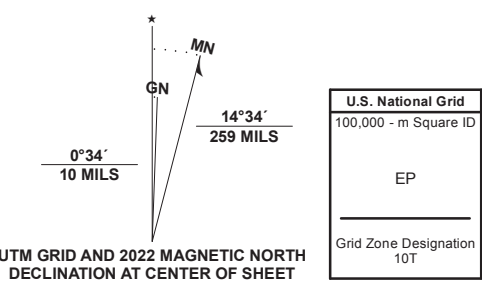 MN
GN
14°34´
259 MILS
0°34´
10 MILS
UTM GRID AND 2022 MAGNETIC NORTH
DECLINATION AT CENTER OF SHEET
U.S. National Grid
100,000 - m Square ID
EP
Grid Zone Designation
10T